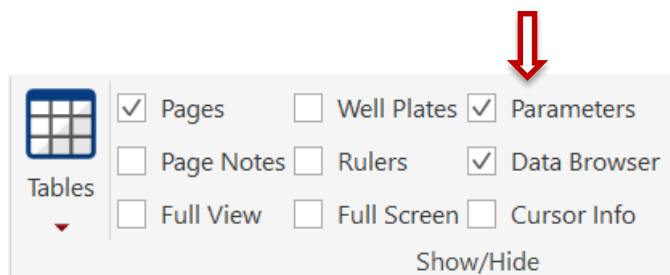 Pages Well Plates Parameters
Page Notes Rulers Data Browser
Tables
Full View Full Screen Cursor Info
Show/Hide